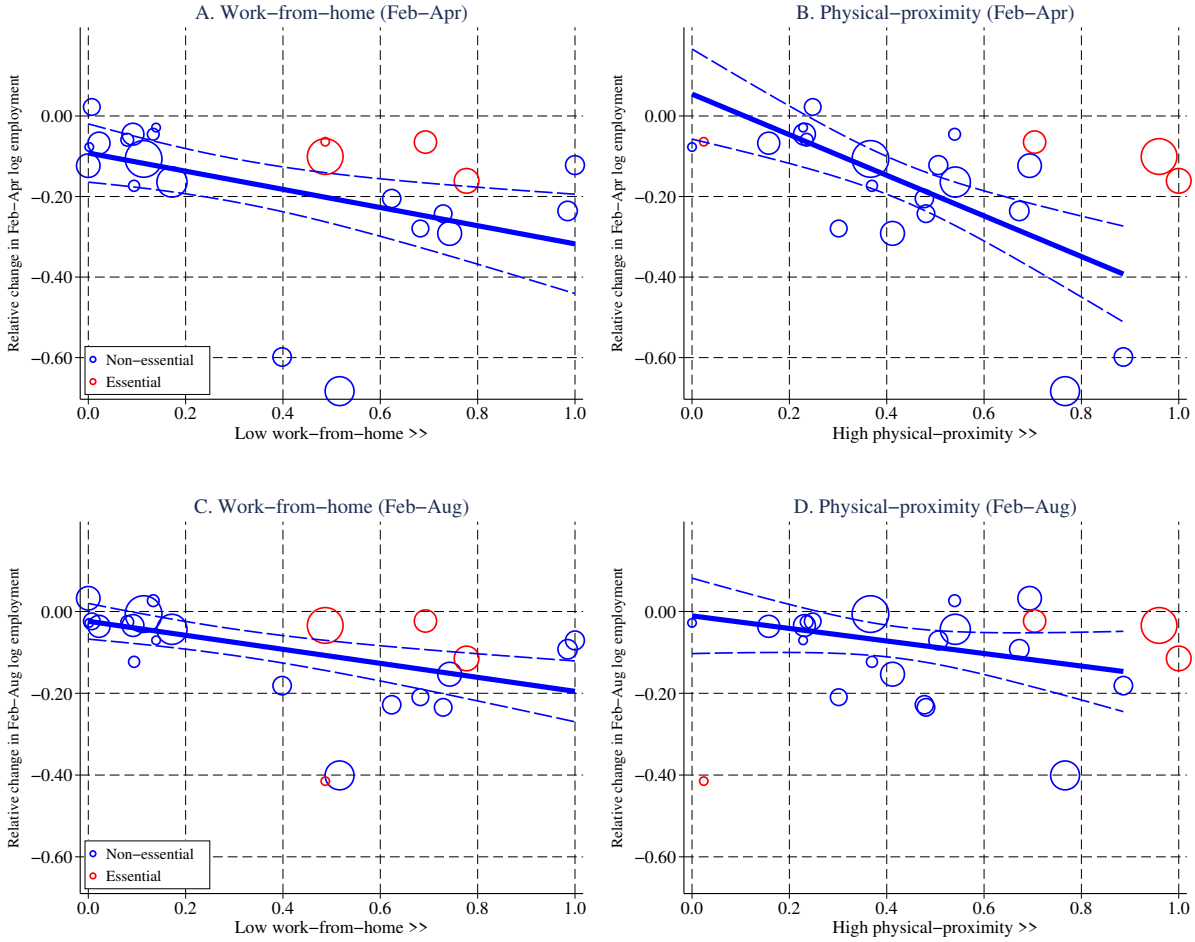 A. Work−from−home (Feb−Apr)
Relative change in Feb−Apr log employment
0.00
−0.20
−0.40
−0.60
Non−essential
Essential
0.0 0.2 0.4 0.6 0.8 1.0
Low work−from−home >>
B. Physical−proximity (Feb−Apr)
Relative change in Feb−Apr log employment
0.00
−0.20
−0.40
−0.60
0.0 0.2 0.4 0.6 0.8 1.0
High physical−proximity >>
C. Work−from−home (Feb−Aug)
Relative change in Feb−Aug log employment
0.00
−0.20
−0.40
−0.60
Non−essential
Essential
0.0 0.2 0.4 0.6 0.8 1.0
Low work−from−home >>
D. Physical−proximity (Feb−Aug)
Relative change in Feb−Aug log employment
0.00
−0.20
−0.40
−0.60
0.0 0.2 0.4 0.6 0.8 1.0
High physical−proximity >>